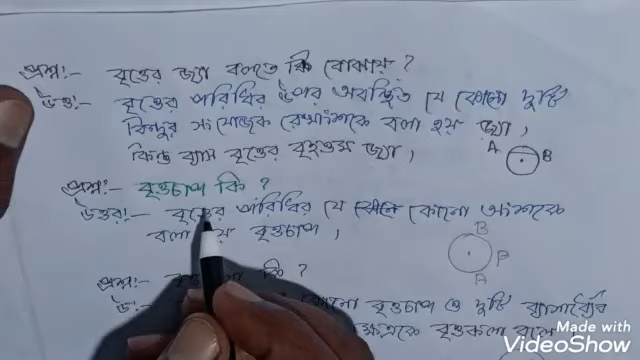 প্রশ্ন:- বৃত্তের জ্যা বলতে কি বোঝায় ?
উত্তর:- বৃত্তের পরিধির উপর অবস্থিত যে কোনো দুটি
বিন্দুর সংযোজক রেখাংশকে বলা হয় জ্যা,
কিন্তু ব্যাস বৃত্তের বৃহত্তম জ্যা,
A B
প্রশ্ন:- বৃত্তচাপ কি ?
উত্তর:- বৃত্তের পরিধির যে কোনো অংশকে
বলা হয় বৃত্তচাপ,
B
P
A
প্রশ্ন:- কি ?
উ:- কোনো বৃত্তচাপ ও দুটি ব্যাসার্ধের
বৃত্তকলা বলে
Made with
VideoShow